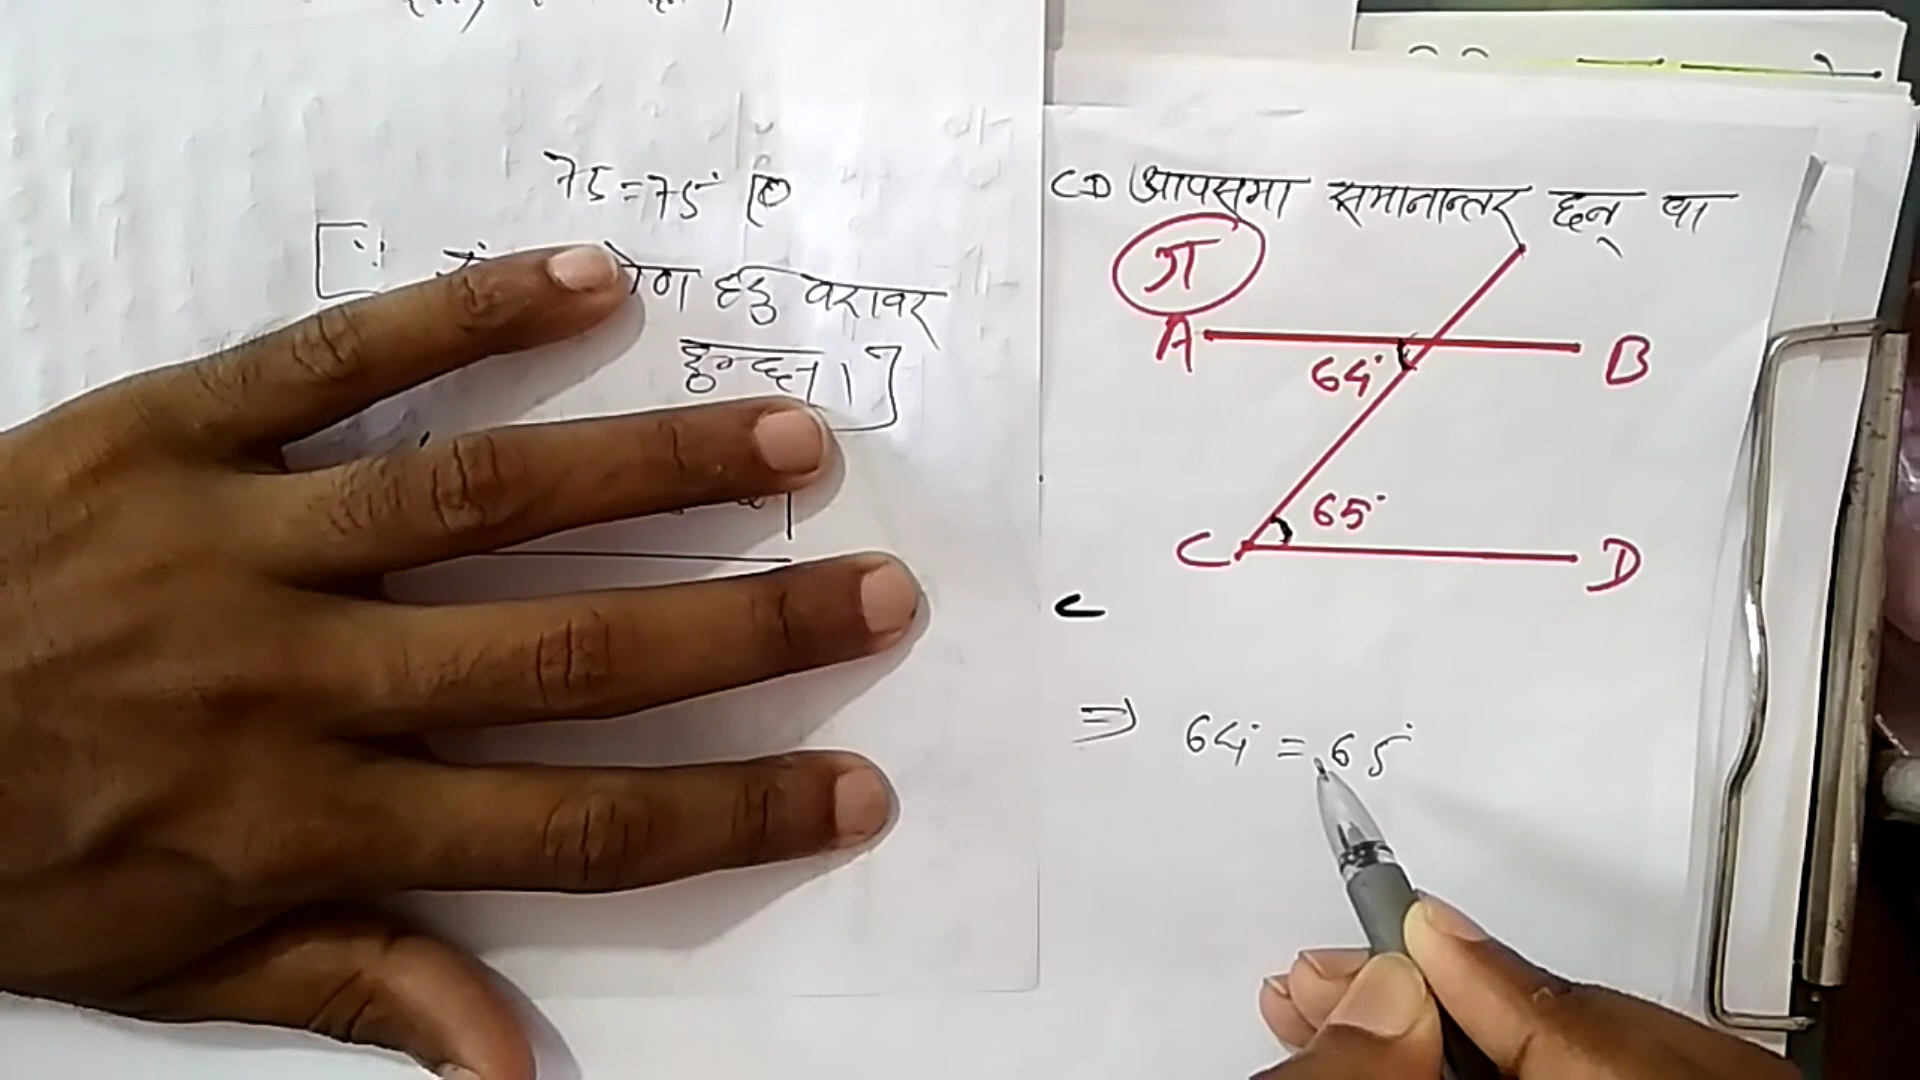 75=75°
कोण हरु बराबर
हुन्छन् ।]
CD आपसमा समानान्तर छन् वा
ग
A
B
64°
65°
C
D
⇒ 64° = 65°